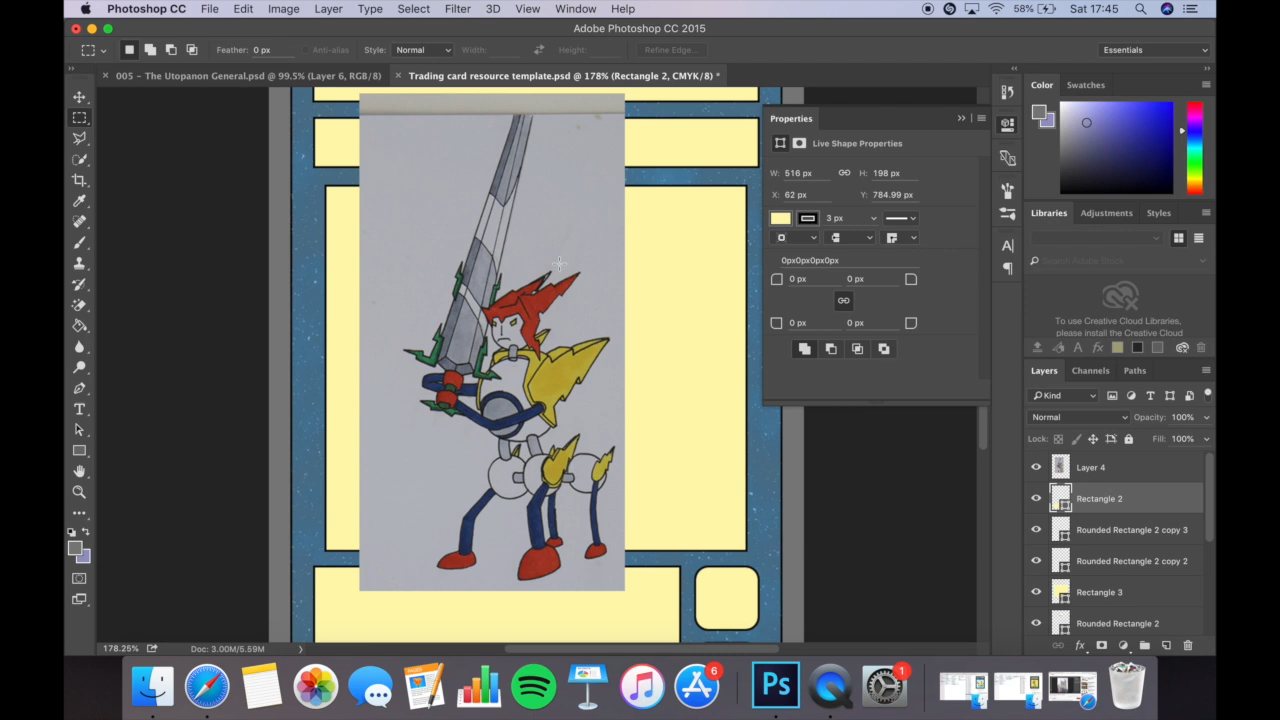 Photoshop CC File Edit Image Layer Type Select Filter 3D View Window Help 58% Sat 17:45
Adobe Photoshop CC 2015
Feather: 0 px Anti-alias Style: Normal Width: Height: Refine Edge... Essentials
005 - The Utopanon General.psd @ 99.5% (Layer 6, RGB/8) Trading card resource template.psd @ 178% (Rectangle 2, CMYK/8) *
Color Swatches
Properties
Live Shape Properties
W: 516 px H: 198 px
X: 62 px Y: 784.99 px
3 px
0px0px0px0px
0 px 0 px
0 px 0 px
Libraries Adjustments Styles
Search Adobe Stock
To use Creative Cloud Libraries,
please install the Creative Cloud
Layers Channels Paths
Kind
Normal Opacity: 100%
Lock: Fill: 100%
Layer 4
Rectangle 2
Rounded Rectangle 2 copy 3
Rounded Rectangle 2 copy 2
Rectangle 3
Rounded Rectangle 2
178.25% Doc: 3.00M/5.59M
6
Ps
1